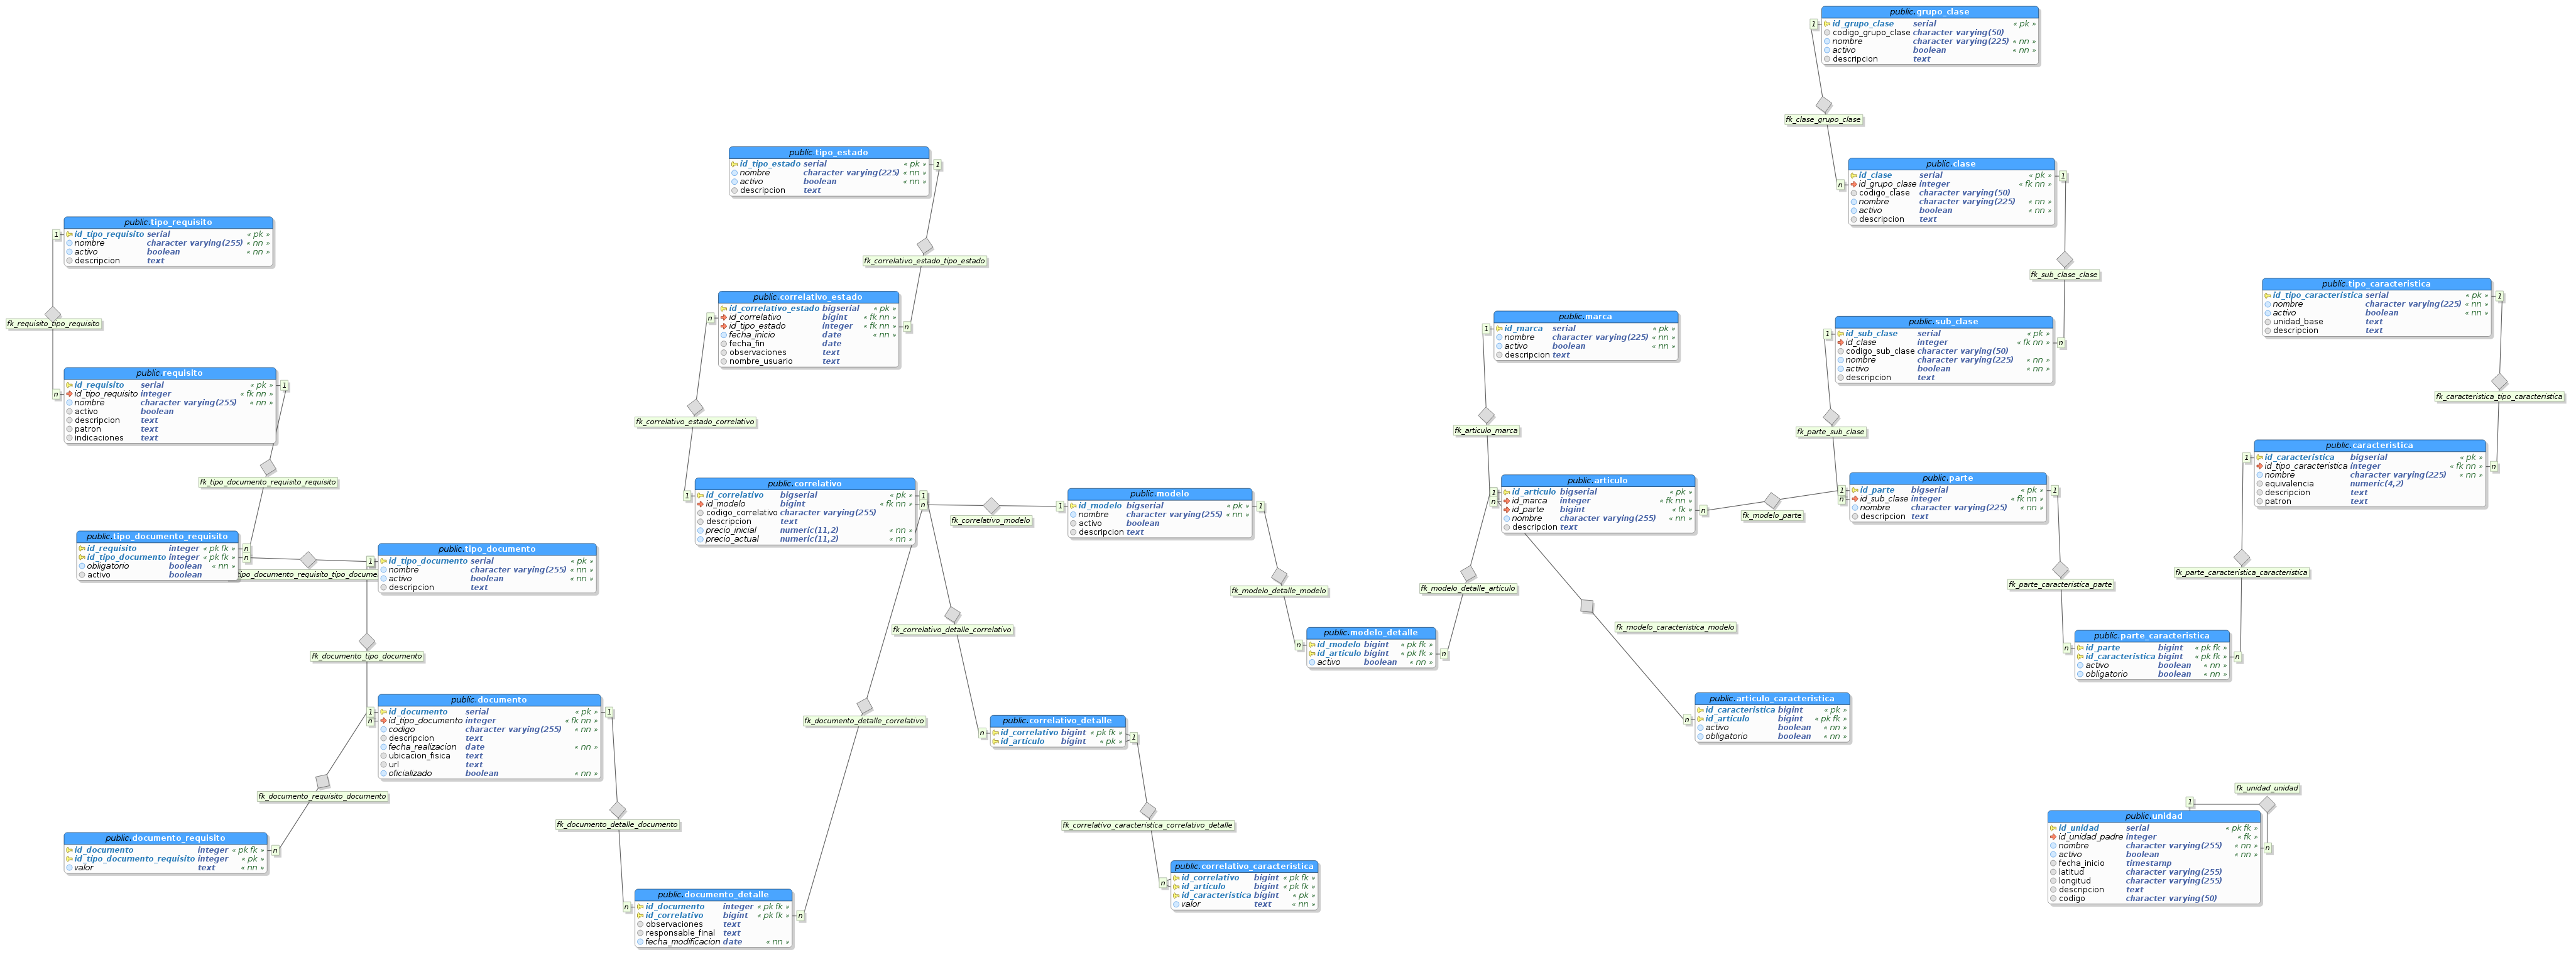 public.grupo_clase
id_grupo_clase serial « pk »
codigo_grupo_clase character varying(50)
nombre character varying(225) « nn »
activo boolean « nn »
descripcion text
1
fk_clase_grupo_clase
n
public.clase
id_clase serial « pk »
id_grupo_clase integer « fk nn »
codigo_clase character varying(50)
nombre character varying(225) « nn »
activo boolean « nn »
descripcion text
1
fk_sub_clase_clase
n
public.tipo_estado
id_tipo_estado serial « pk »
nombre character varying(225) « nn »
activo boolean « nn »
descripcion text
1
fk_correlativo_estado_tipo_estado
n
public.tipo_requisito
id_tipo_requisito serial « pk »
nombre character varying(255) « nn »
activo boolean « nn »
descripcion text
1
fk_requisito_tipo_requisito
n
public.correlativo_estado
id_correlativo_estado bigserial « pk »
id_correlativo bigint « fk nn »
id_tipo_estado integer « fk nn »
fecha_inicio date « nn »
fecha_fin date
observaciones text
nombre_usuario text
n
fk_correlativo_estado_correlativo
1
public.marca
id_marca serial « pk »
nombre character varying(225) « nn »
activo boolean « nn »
descripcion text
1
fk_articulo_marca
n
public.sub_clase
id_sub_clase serial « pk »
id_clase integer « fk nn »
codigo_sub_clase character varying(50)
nombre character varying(225) « nn »
activo boolean « nn »
descripcion text
1
fk_parte_sub_clase
n
public.tipo_caracteristica
id_tipo_caracteristica serial « pk »
nombre character varying(225) « nn »
activo boolean « nn »
unidad_base text
descripcion text
1
fk_caracteristica_tipo_caracteristica
n
public.requisito
id_requisito serial « pk »
id_tipo_requisito integer « fk nn »
nombre character varying(255) « nn »
activo boolean
descripcion text
patron text
indicaciones text
1
fk_tipo_documento_requisito_requisito
n
public.caracteristica
id_caracteristica bigserial « pk »
id_tipo_caracteristica integer « fk nn »
nombre character varying(225) « nn »
equivalencia numeric(4,2)
descripcion text
patron text
1
fk_parte_caracteristica_caracteristica
n
public.correlativo
id_correlativo bigserial « pk »
id_modelo bigint « fk nn »
codigo_correlativo character varying(255)
descripcion text
precio_inicial numeric(11,2) « nn »
precio_actual numeric(11,2) « nn »
1
n
fk_correlativo_modelo
1
public.modelo
id_modelo bigserial « pk »
nombre character varying(255) « nn »
activo boolean
descripcion text
1
fk_modelo_detalle_modelo
n
public.articulo
id_articulo bigserial « pk »
id_marca integer « fk nn »
id_parte bigint « fk »
nombre character varying(255) « nn »
descripcion text
1
n
fk_modelo_parte
1
public.parte
id_parte bigserial « pk »
id_sub_clase integer « fk nn »
nombre character varying(225) « nn »
descripcion text
1
fk_parte_caracteristica_parte
n
public.tipo_documento_requisito
id_requisito integer « pk fk »
id_tipo_documento integer « pk fk »
obligatorio boolean « nn »
activo boolean
n
tipo_documento_requisito_tipo_documen
1
public.tipo_documento
id_tipo_documento serial « pk »
nombre character varying(255) « nn »
activo boolean « nn »
descripcion text
fk_documento_tipo_documento
n
fk_modelo_detalle_articulo
n
public.modelo_detalle
id_modelo bigint « pk fk »
id_articulo bigint « pk fk »
activo boolean « nn »
fk_correlativo_detalle_correlativo
n
fk_modelo_caracteristica_modelo
n
public.parte_caracteristica
id_parte bigint « pk fk »
id_caracteristica bigint « pk fk »
activo boolean « nn »
obligatorio boolean « nn »
public.documento
id_documento serial « pk »
id_tipo_documento integer « fk nn »
codigo character varying(255) « nn »
descripcion text
fecha_realizacion date « nn »
ubicacion_fisica text
url text
oficializado boolean « nn »
1
1
fk_documento_requisito_documento
n
fk_documento_detalle_documento
n
fk_documento_detalle_correlativo
n
public.articulo_caracteristica
id_caracteristica bigint « pk »
id_articulo bigint « pk fk »
activo boolean « nn »
obligatorio boolean « nn »
public.correlativo_detalle
id_correlativo bigint « pk fk »
id_articulo bigint « pk »
1
fk_correlativo_caracteristica_correlativo_detalle
n
public.documento_requisito
id_documento integer « pk fk »
id_tipo_documento_requisito integer « pk »
valor text « nn »
public.correlativo_caracteristica
id_correlativo bigint « pk fk »
id_articulo bigint « pk fk »
id_caracteristica bigint « pk »
valor text « nn »
public.documento_detalle
id_documento integer « pk fk »
id_correlativo bigint « pk fk »
observaciones text
responsable_final text
fecha_modificacion date « nn »
fk_unidad_unidad
1
n
public.unidad
id_unidad serial « pk fk »
id_unidad_padre integer « fk »
nombre character varying(255) « nn »
activo boolean « nn »
fecha_inicio timestamp
latitud character varying(255)
longitud character varying(255)
descripcion text
codigo character varying(50)